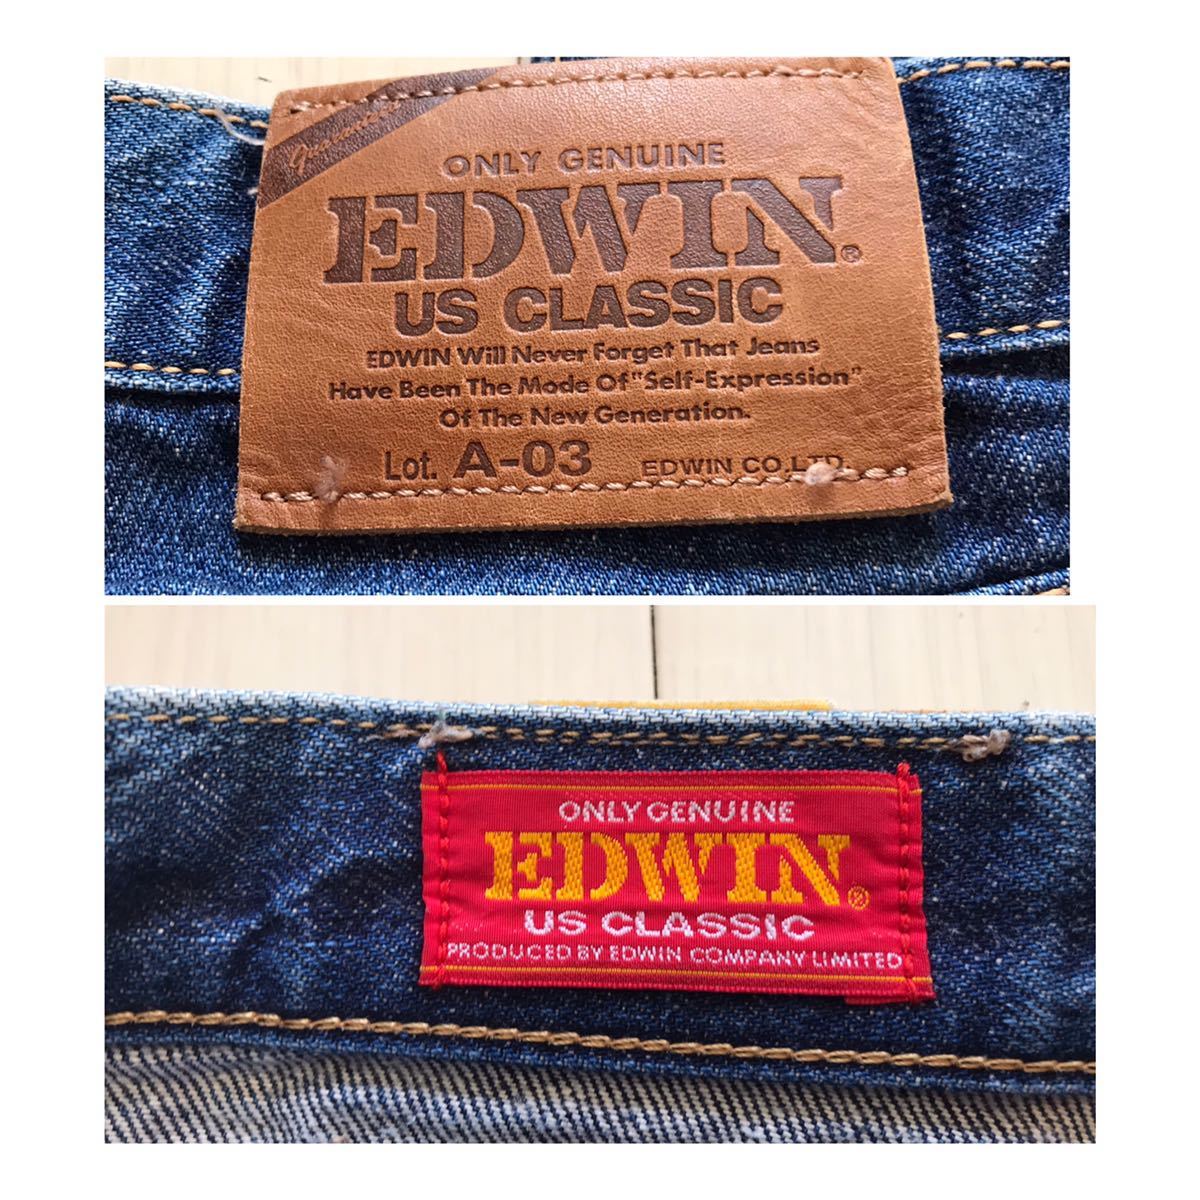 Guaranteed
ONLY GENUINE
EDWIN®
US CLASSIC
EDWIN Will Never Forget That Jeans
Have Been The Mode Of "Self-Expression"
Of The New Generation.
Lot. A-03 EDWIN CO.,LTD.
ONLY GENUINE
EDWIN®
US CLASSIC
PRODUCED BY EDWIN COMPANY LIMITED